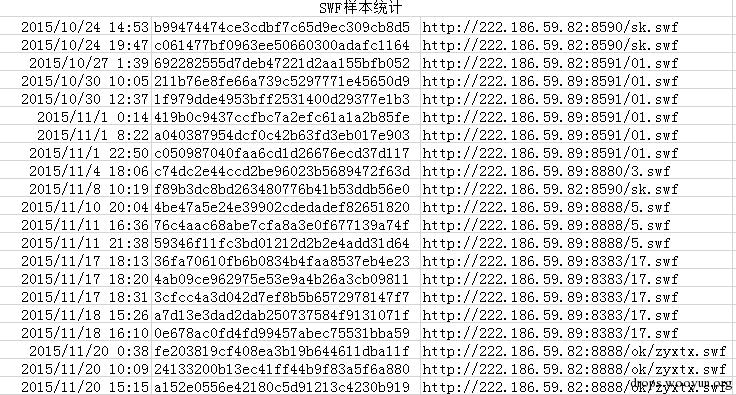 SWF样本统计
2015/10/24 14:53 b99474474ce3cdbf7c65d9ec309cb8d5 http://222.186.59.82:8590/sk.swf
2015/10/24 19:47 c061477bf0963ee50660300adafc1164 http://222.186.59.82:8590/sk.swf
2015/10/27 1:39 692282555d7deb47221d2aa155bfb052 http://222.186.59.82:8591/01.swf
2015/10/30 10:05 211b76e8fe66a739c5297771e45650d9 http://222.186.59.89:8591/01.swf
2015/10/30 12:37 1f979dde4953bff2531400d29377e1b3 http://222.186.59.89:8591/01.swf
2015/11/1 0:14 419b0c9437ccfbc7a2efc61a1a2b85fe http://222.186.59.89:8591/01.swf
2015/11/1 8:22 a040387954dcf0c42b63fd3eb017e903 http://222.186.59.89:8591/01.swf
2015/11/1 22:50 c050987040faa6cd1d26676ecd37d117 http://222.186.59.89:8591/01.swf
2015/11/4 18:06 c74dc2e44ccd2be96023b5689472f63d http://222.186.59.89:8880/3.swf
2015/11/8 10:19 f89b3dc8bd263480776b41b53ddb56e0 http://222.186.59.82:8590/sk.swf
2015/11/10 20:04 4be47a5e24e39902cdedadef82651820 http://222.186.59.89:8888/5.swf
2015/11/11 16:36 76c4aac68abe7cfa8a3e0f677139a74f http://222.186.59.89:8888/5.swf
2015/11/11 21:38 59346f11fc3bd01212d2b2e4add31d64 http://222.186.59.89:8888/5.swf
2015/11/17 18:13 36fa70610fb6b0834b4faa8537eb4e23 http://222.186.59.89:8383/17.swf
2015/11/17 18:20 4ab09ce962975e53e9a4b26a3cb09811 http://222.186.59.89:8383/17.swf
2015/11/17 18:31 3cfcc4a3d042d7ef8b5b6572978147f7 http://222.186.59.89:8383/17.swf
2015/11/18 15:26 a7d13e3dad2dab250737584f9131071f http://222.186.59.89:8383/17.swf
2015/11/18 16:10 0e678ac0fd4fd99457abec75531bba59 http://222.186.59.89:8383/17.swf
2015/11/20 0:38 fe203819cf408ea3b19b644611dba11f http://222.186.59.82:8888/ok/zyxtx.swf
2015/11/20 10:09 24133200b13ec41ff44b9f83a5f6a880 http://222.186.59.82:8888/ok/zyxtx.swf
2015/11/20 15:15 a152e0556e42180c5d91213c4230b919 http://222.186.59.82:8888/ok/zyxtx.swf
drops.wooyun.org